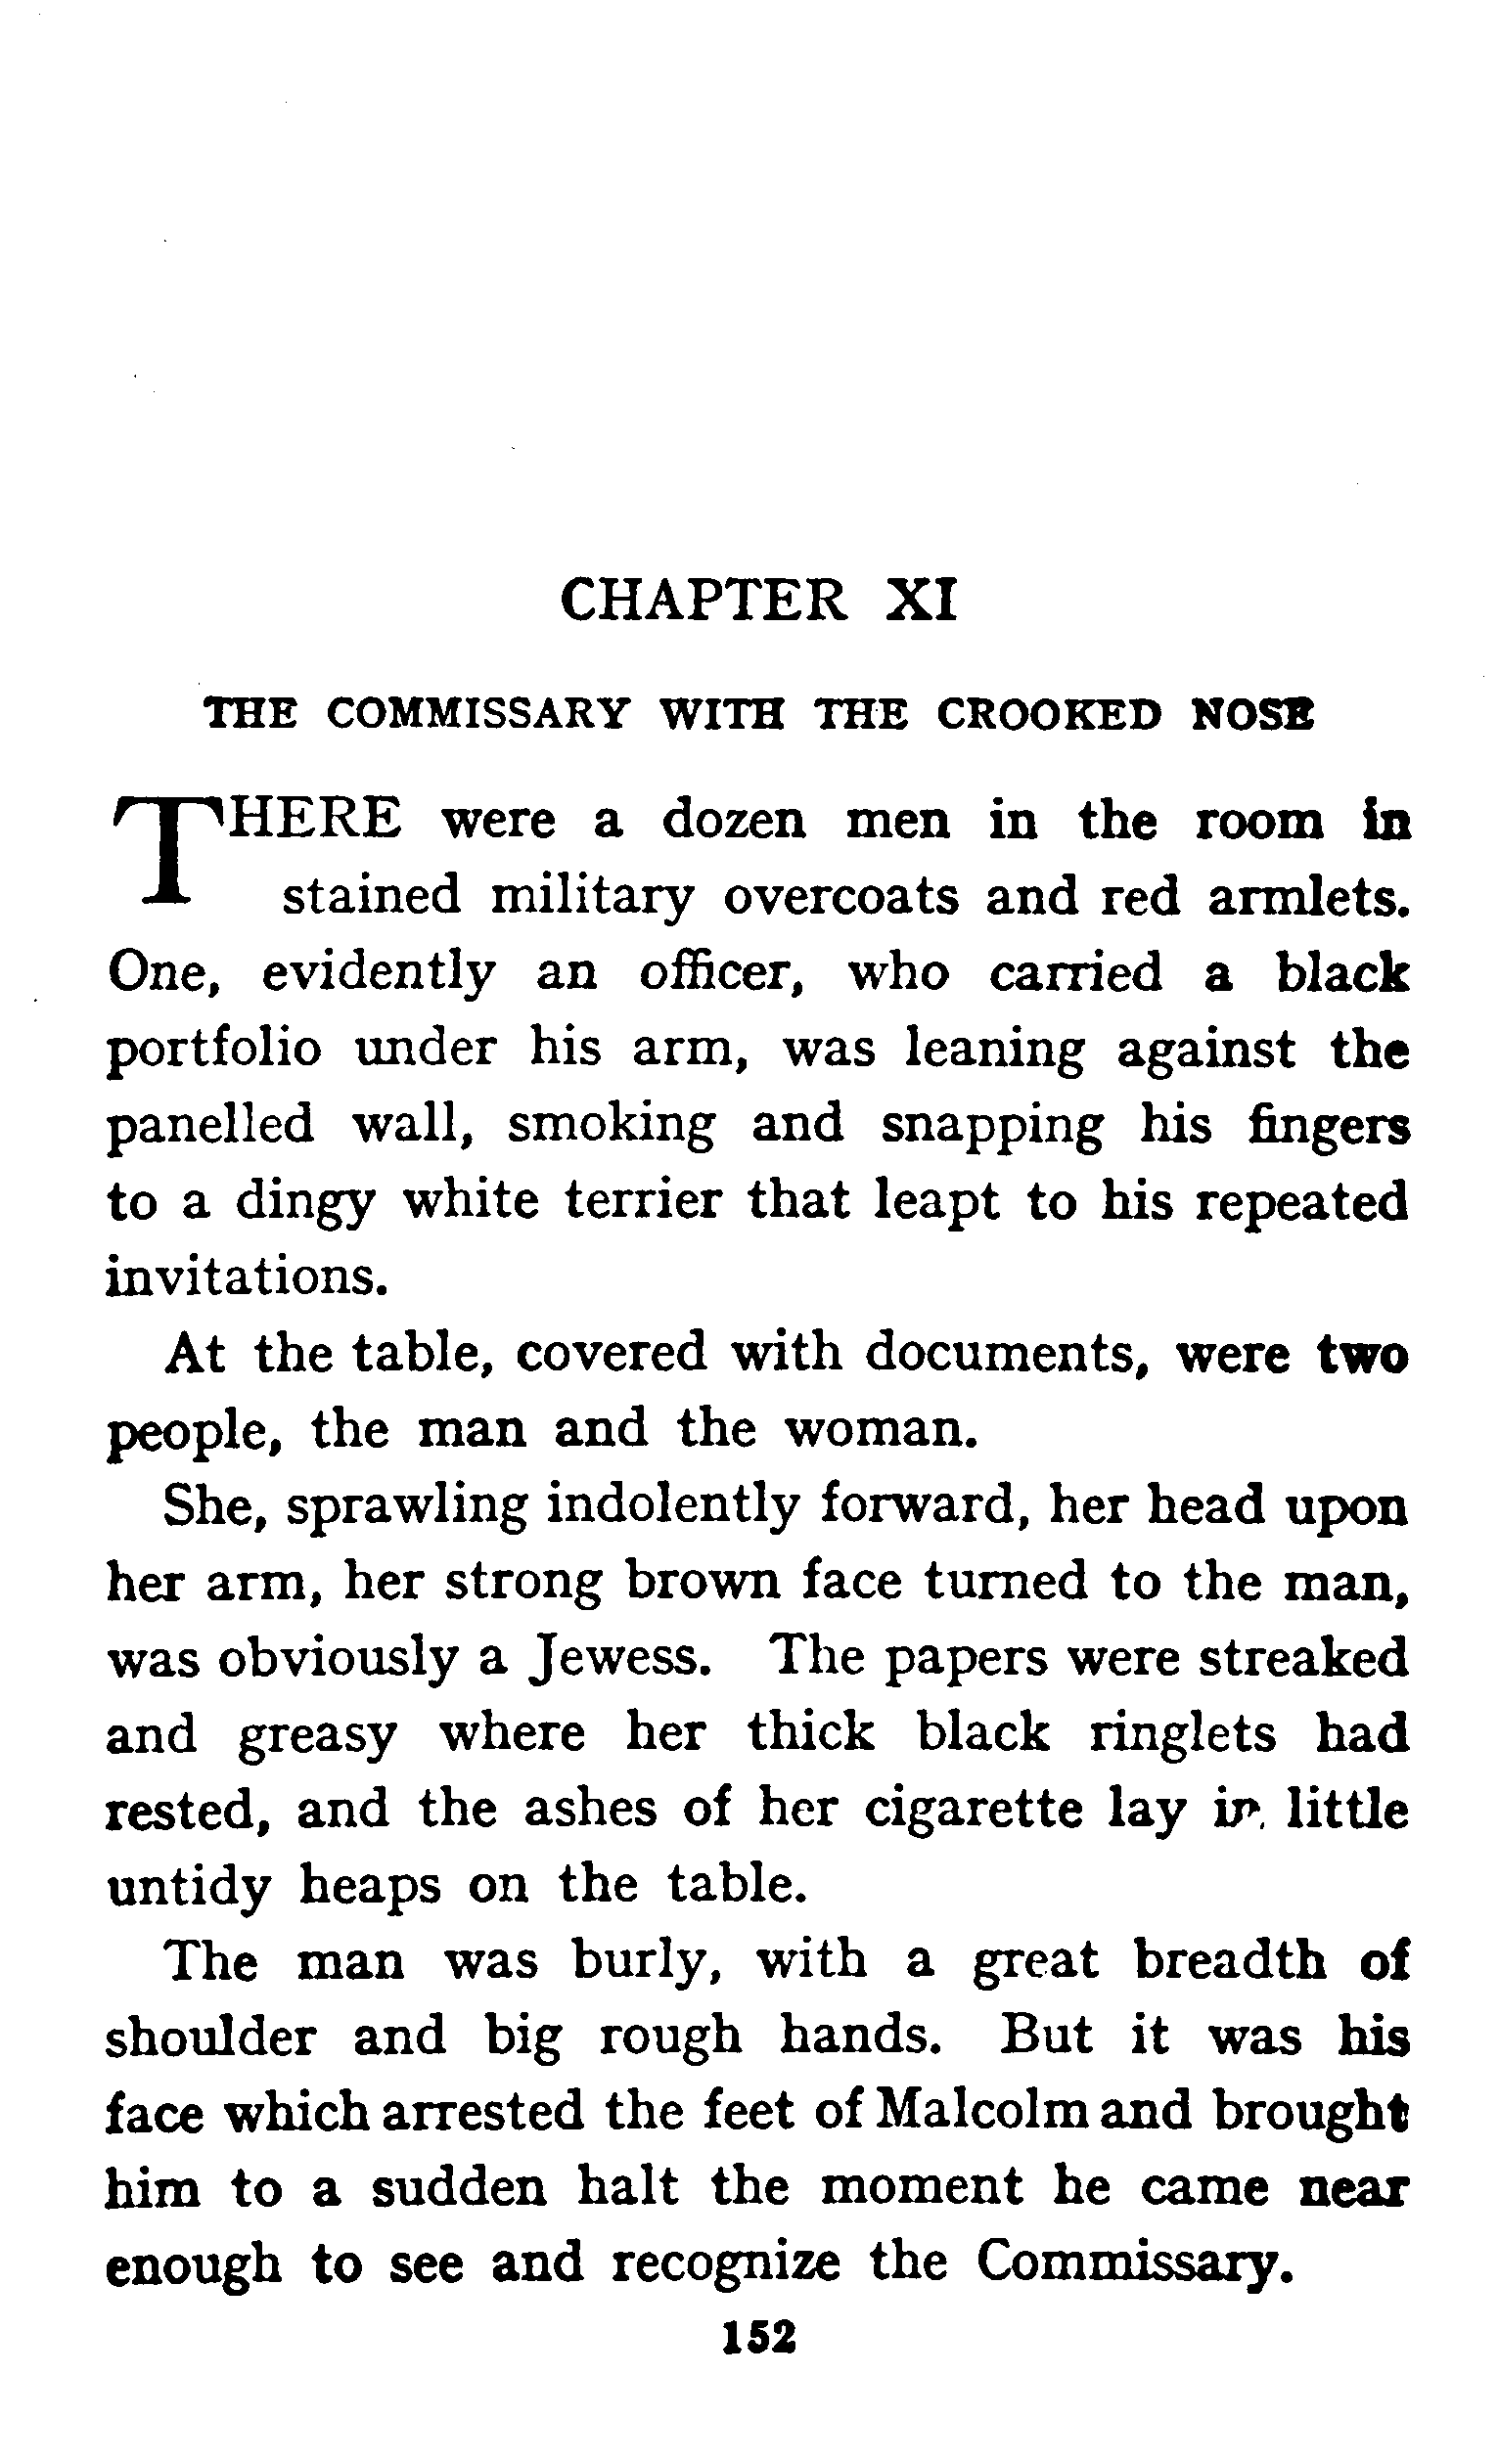 CHAPTER XI
THE COMMISSARY WITH THE CROOKED NOSE
THERE were a dozen men in the room in
stained military overcoats and red armlets.
One, evidently an officer, who carried a black
portfolio under his arm, was leaning against the
panelled wall, smoking and snapping his fingers
to a dingy white terrier that leapt to his repeated
invitations.
At the table, covered with documents, were two
people, the man and the woman.
She, sprawling indolently forward, her head upon
her arm, her strong brown face turned to the man,
was obviously a Jewess. The papers were streaked
and greasy where her thick black ringlets had
rested, and the ashes of her cigarette lay in little
untidy heaps on the table.
The man was burly, with a great breadth of
shoulder and big rough hands. But it was his
face which arrested the feet of Malcolm and brought
him to a sudden halt the moment he came near
enough to see and recognize the Commissary.
152